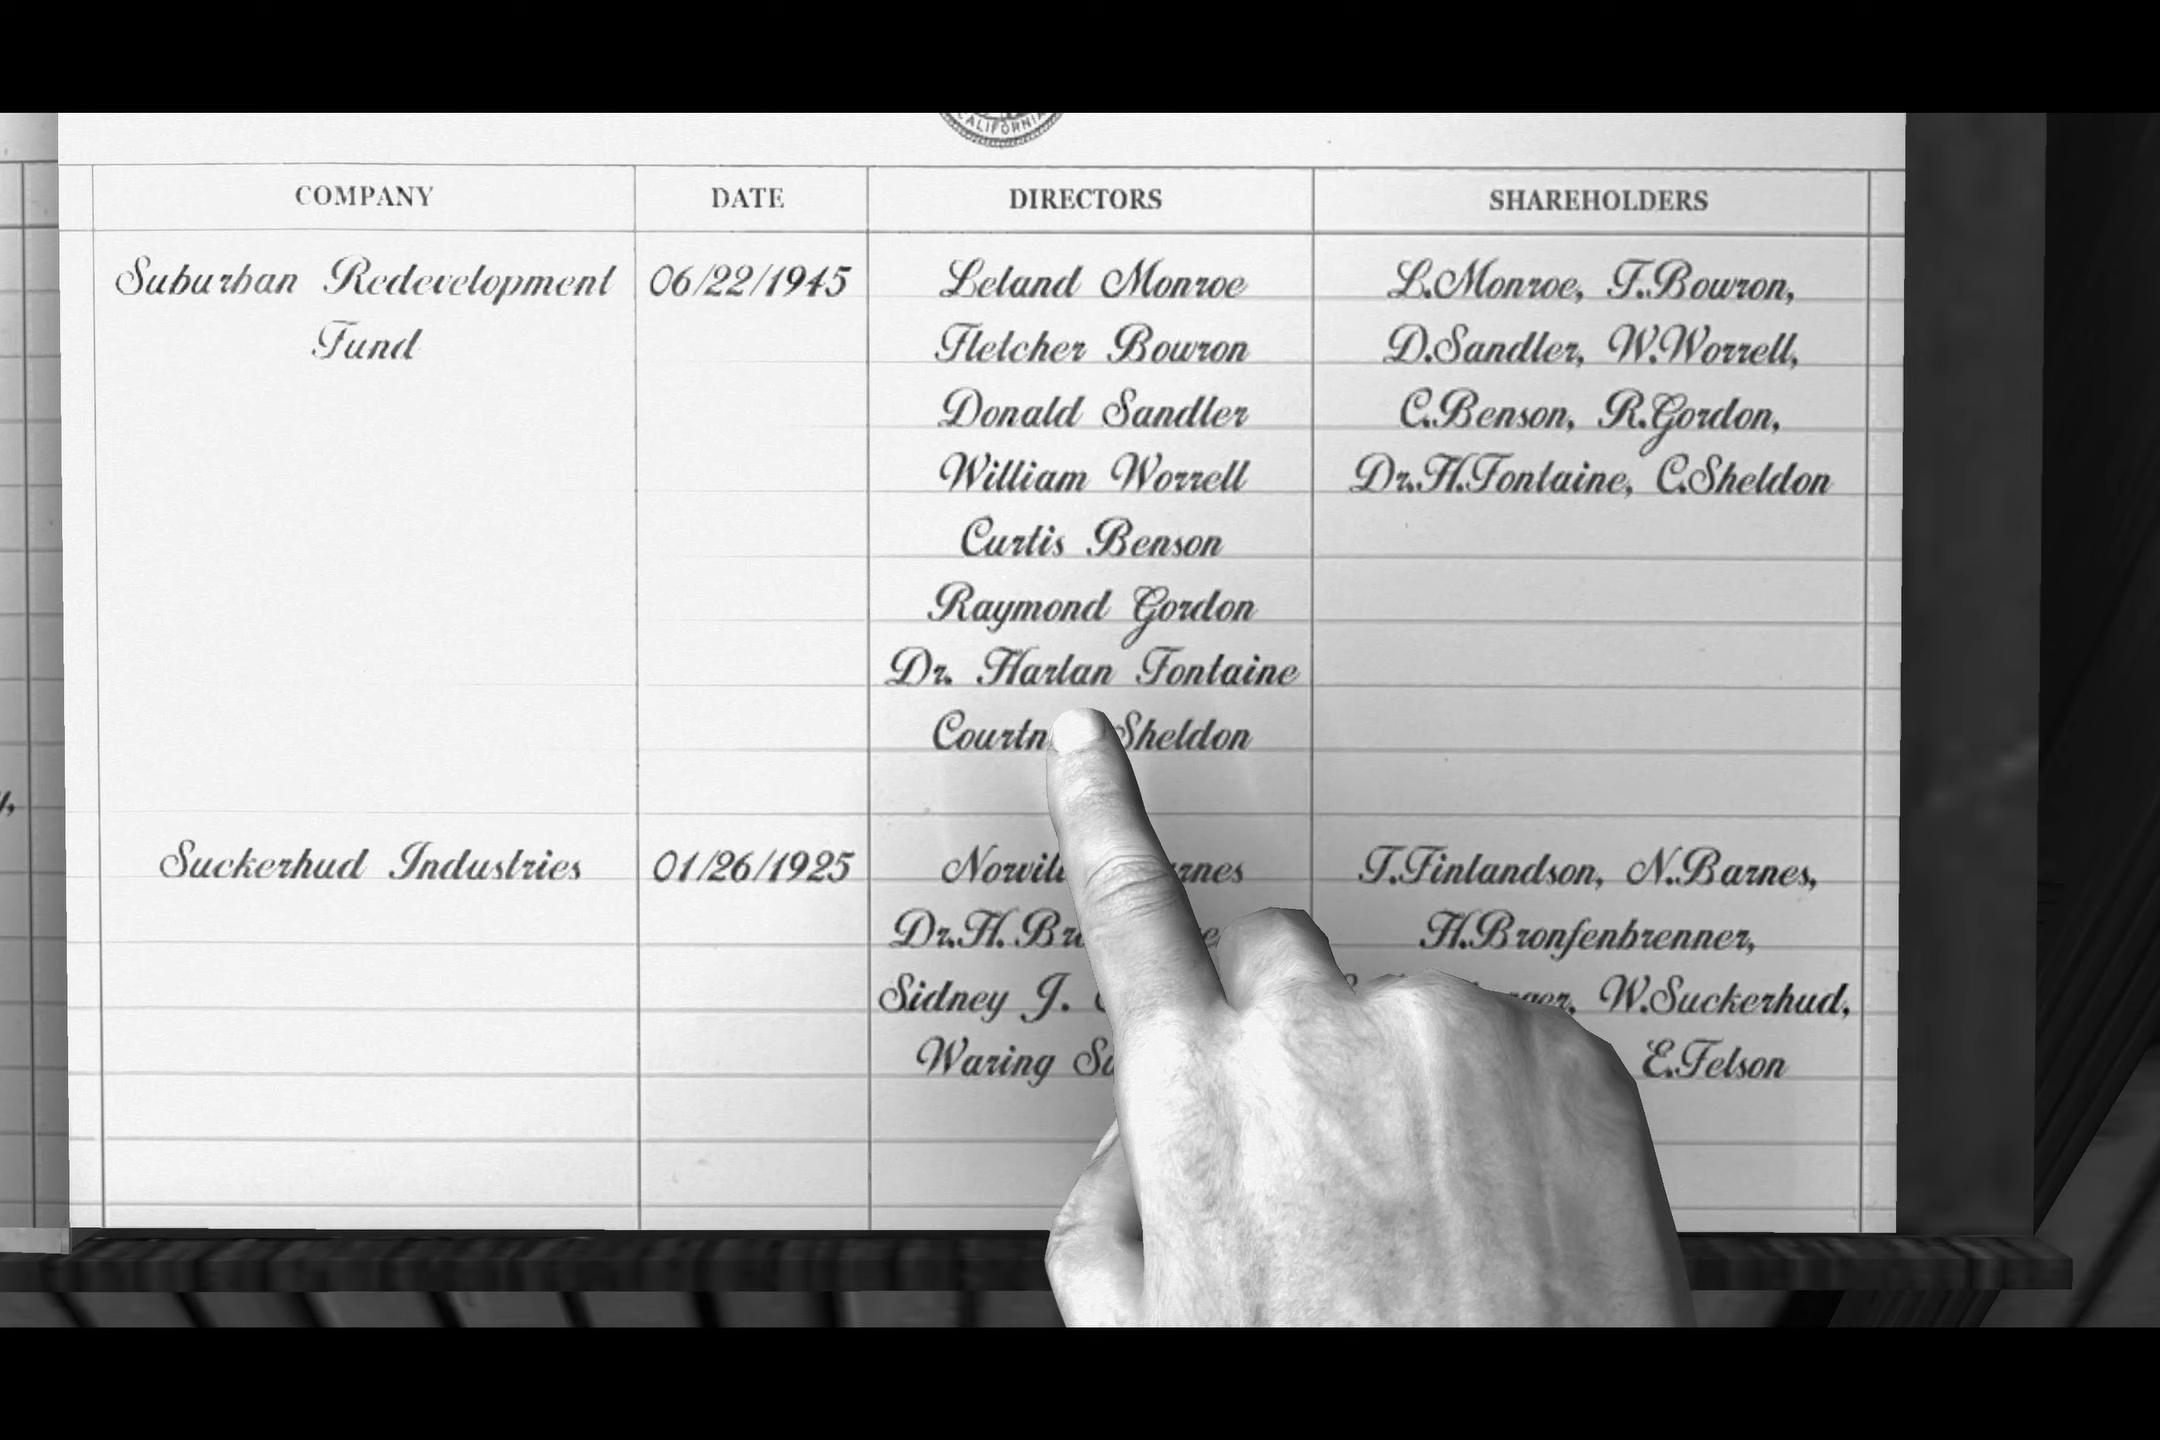 CALIFORNIA
COMPANY DATE DIRECTORS SHAREHOLDERS
Suburban Redevelopment 06/22/1945 Leland Monroe L.Monroe, F.Bowron,
Fund Fletcher Bowron D.Sandler, W.Worrell,
Donald Sandler C.Benson, R.Gordon,
William Worrell Dr.H.Fontaine, C.Sheldon
Curtis Benson
Raymond Gordon
Dr. Harlan Fontaine
Sheldon
Suckerhud Industries 01/26/1925 T.Finlandson, N.Barnes,
Dr.H. H.Bronfenbrenner,
Sidney J. W.Suckerhud,
Waring E.Felson